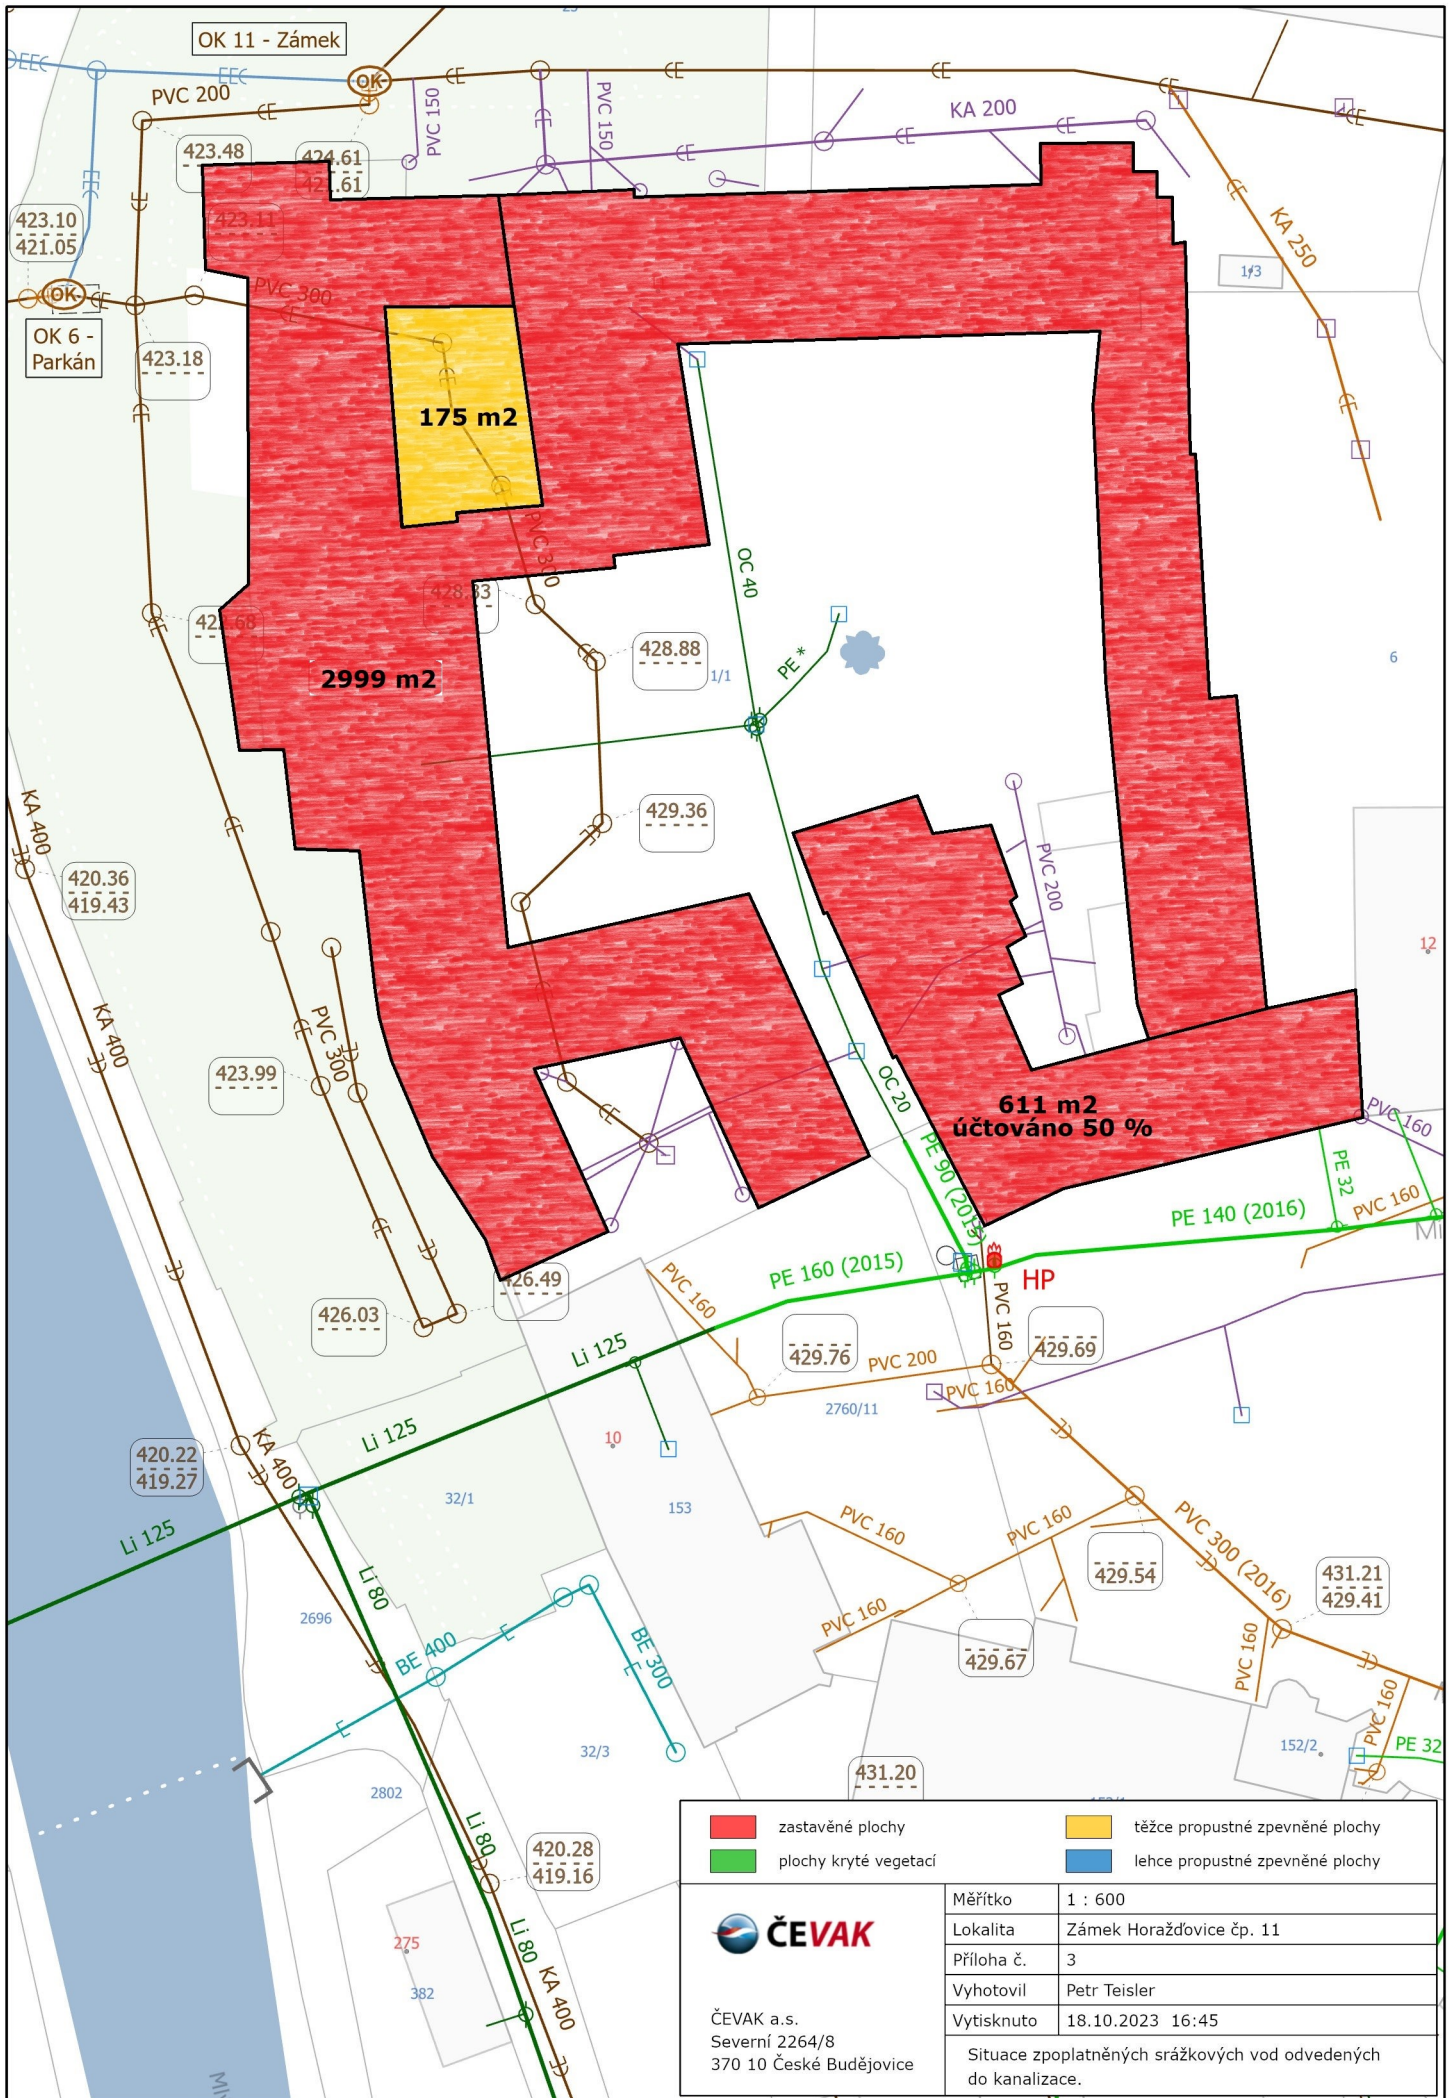 23
OK 11 - Zámek
OK
PVC 200
PVC 150
PVC 150
KA 200
423.48
424.61
423.11
423.10
421.05
OK
OK 6 -
Parkán
PVC 300
KA 250
1/3
423.18
175 m2
PVC 300
OC 40
428.33
428.88
PE *
1/1
6
2999 m2
KA 400
429.36
PVC 200
420.36
419.43
12
KA 400
PVC 300
423.99
OC 20
611 m2
účtováno 50 %
PVC 160
PE 90 (2015)
PE 32
PVC 160
PE 140 (2016)
PE 160 (2015)
HP
426.49
426.03
PVC 160
PVC 160
Li 125
429.76
429.69
PVC 200
PVC 160
2760/11
Li 125
10
420.22
419.27
KA 400
32/1
153
Li 125
PVC 160
PVC 160
PVC 300 (2016)
Li 80
429.54
431.21
429.41
2696
PVC 160
BE 400
BE 300
429.67
PVC 160
PVC 160
32/3
152/2
PE 32
2802
431.20
Li 80
420.28
419.16
275
382
Li 80
KA 400
zastavěné plochy
těžce propustné zpevněné plochy
plochy kryté vegetací
lehce propustné zpevněné plochy
ČEVAK
Měřítko 1 : 600
Lokalita Zámek Horažďovice čp. 11
Příloha č. 3
Vyhotovil Petr Teisler
Vytisknuto 18.10.2023 16:45
ČEVAK a.s.
Severní 2264/8
370 10 České Budějovice
Situace zpoplatněných srážkových vod odvedených
do kanalizace.